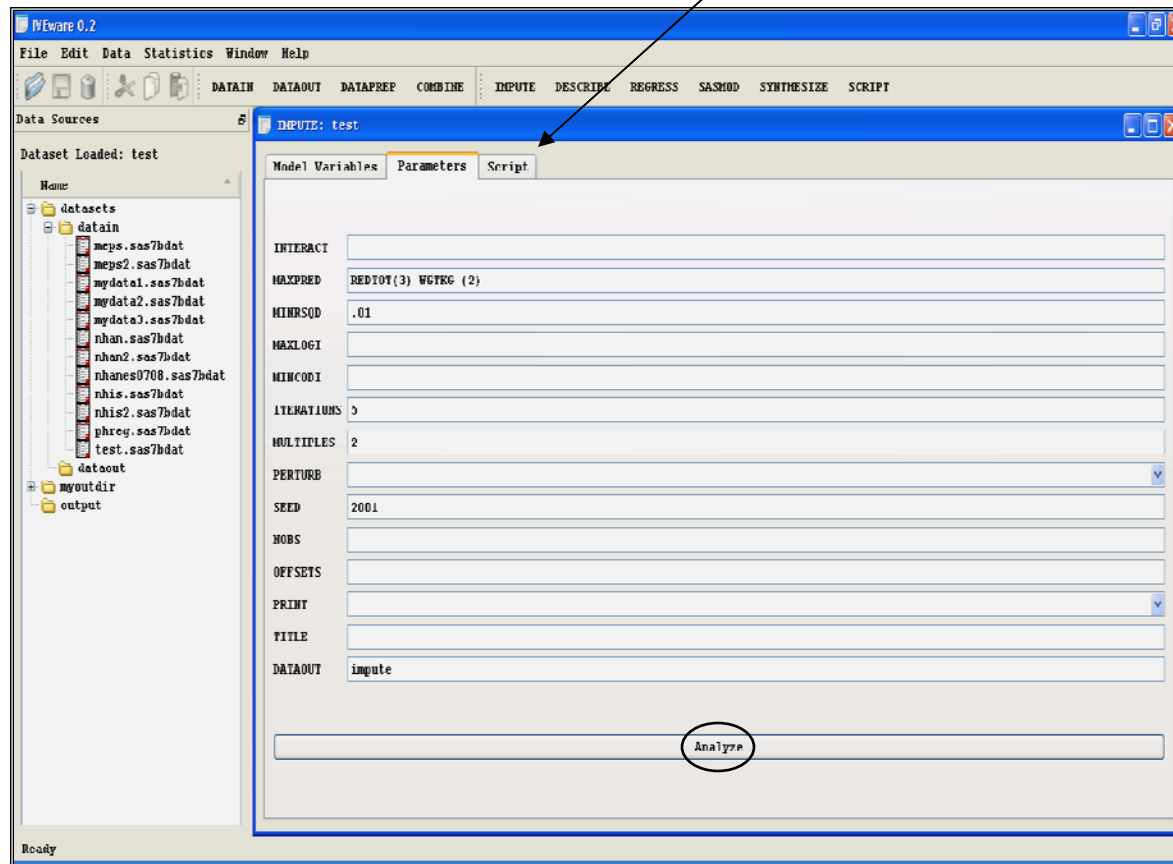 IVEware 0.2
File Edit Data Statistics Window Help
DATAIN DATAOUT DATAPREP COMBINE IMPUTE DESCRIBE REGRESS SASMOD SYNTHESIZE SCRIPT
Data Sources
Dataset Loaded: test
Name
datasets
datain
meps.sas7bdat
meps2.sas7bdat
mydata1.sas7bdat
mydata2.sas7bdat
mydata3.sas7bdat
nhan.sas7bdat
nhan2.sas7bdat
nhanes0708.sas7bdat
nhis.sas7bdat
nhis2.sas7bdat
phreg.sas7bdat
test.sas7bdat
dataout
myoutdir
output
IMPUTE: test
Model Variables Parameters Script
INTERACT
MAXPRED REDTOT(3) WGTKG (2)
MINRSQD .01
MAXLOGI
MINCODI
ITERATIONS 5
MULTIPLES 2
PERTURB
SEED 2001
NOBS
OFFSETS
PRINT
TITLE
DATAOUT impute
Analyze
Ready